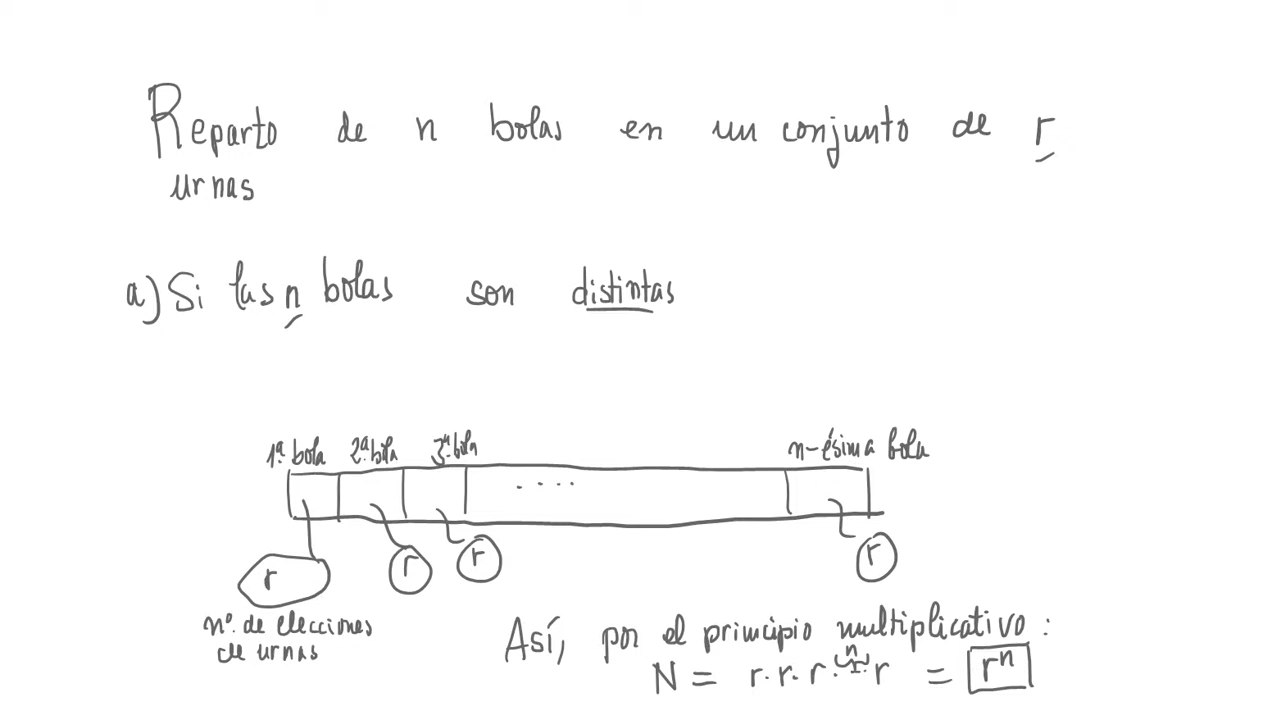 Reparto de n bolas en un conjunto de r
urnas
a) Si las n bolas son distintas
1ª bola 2ª bola 3ª bola n-ésima bola
. . . .
r r r r
nº. de elecciones
de urnas
Así, por el principio multiplicativo:
N = r. r. r. n... r = rⁿ